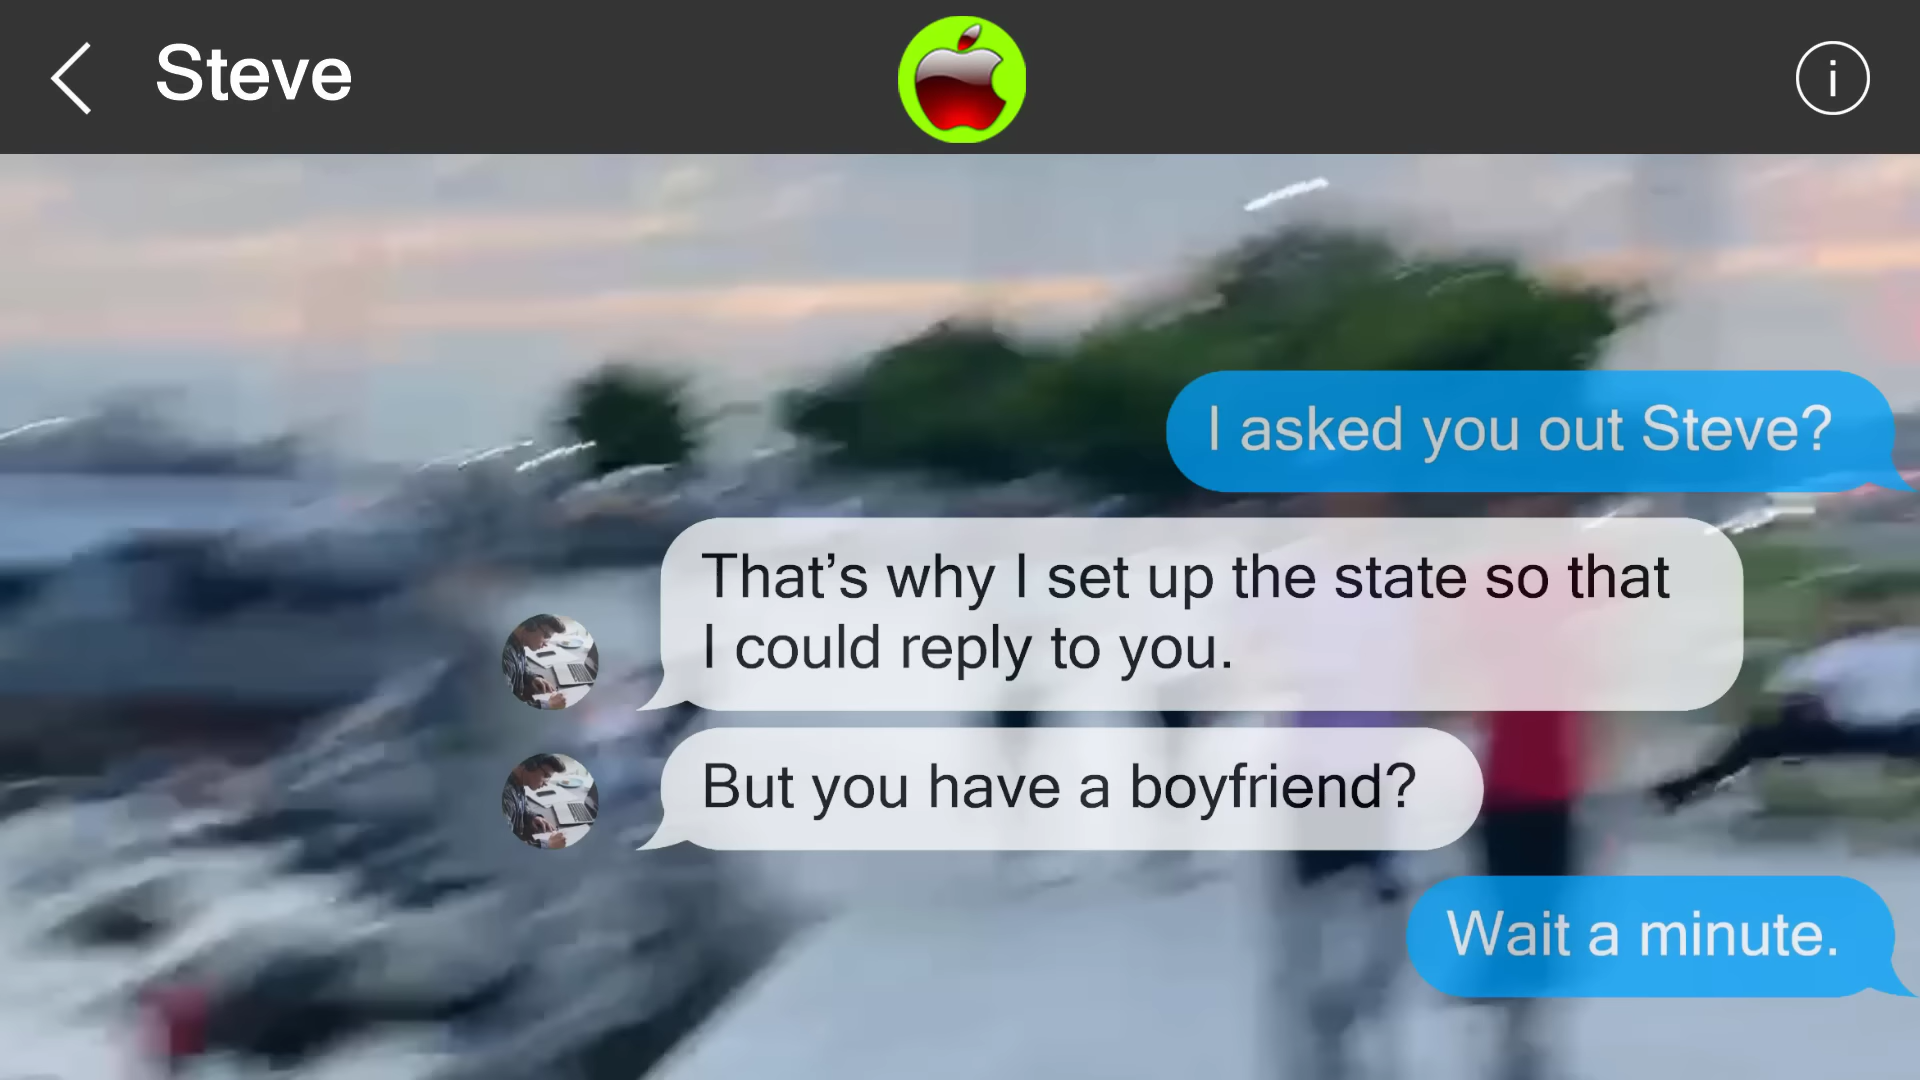 Steve
i
I asked you out Steve?
That’s why I set up the state so that
I could reply to you.
But you have a boyfriend?
Wait a minute.